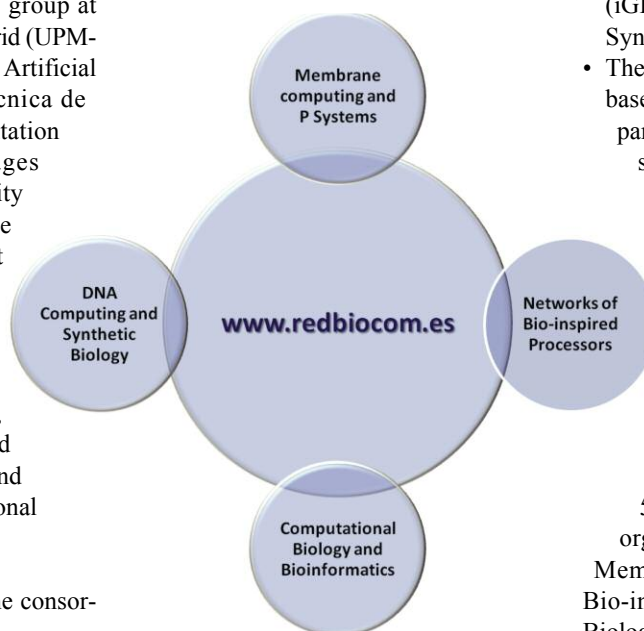 group at
rid (UPM-
Artificial
cnica de
tation
ges
ity
e
t
d
nd
onal
ne consor-
Membrane
computing and
P Systems
DNA
Computing and
Synthetic
Biology
www.redbiocom.es
Networks of
Bio-inspired
Processors
Computational
Biology and
Bioinformatics
Syn
• The
base
par
s
5
org
Mem
Bio-in